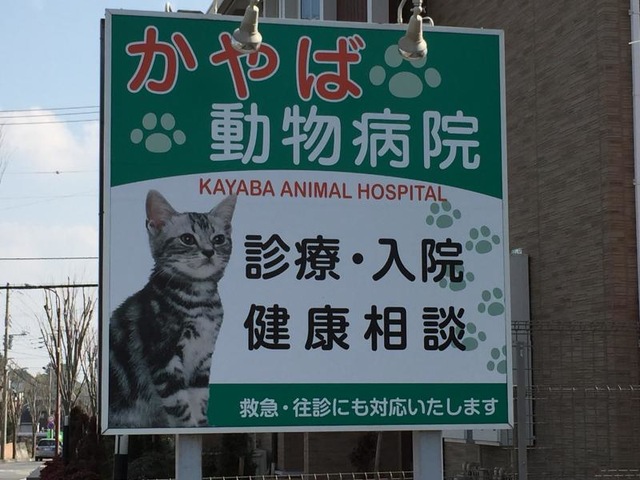 かやば
動物病院
KAYABA ANIMAL HOSPITAL
診療・入院
健康相談
救急・往診にも対応いたします